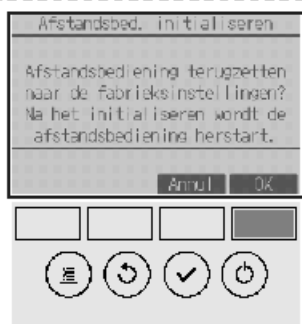 Afstandsbed. initialiseren
Afstandsbediening terugzetten
naar de fabrieksinstellingen?
Na het initialiseren wordt de
afstandsbediening herstart.
Annul OK